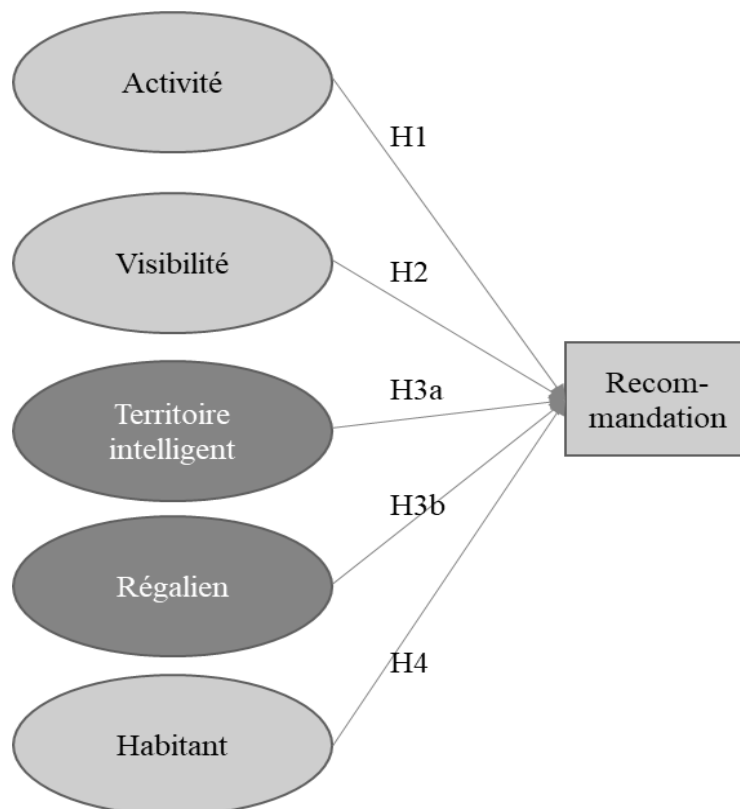 Activité
H1
Visibilité
H2
Territoire
intelligent
H3a
Recom-
mandation
Régalien
H3b
Habitant
H4